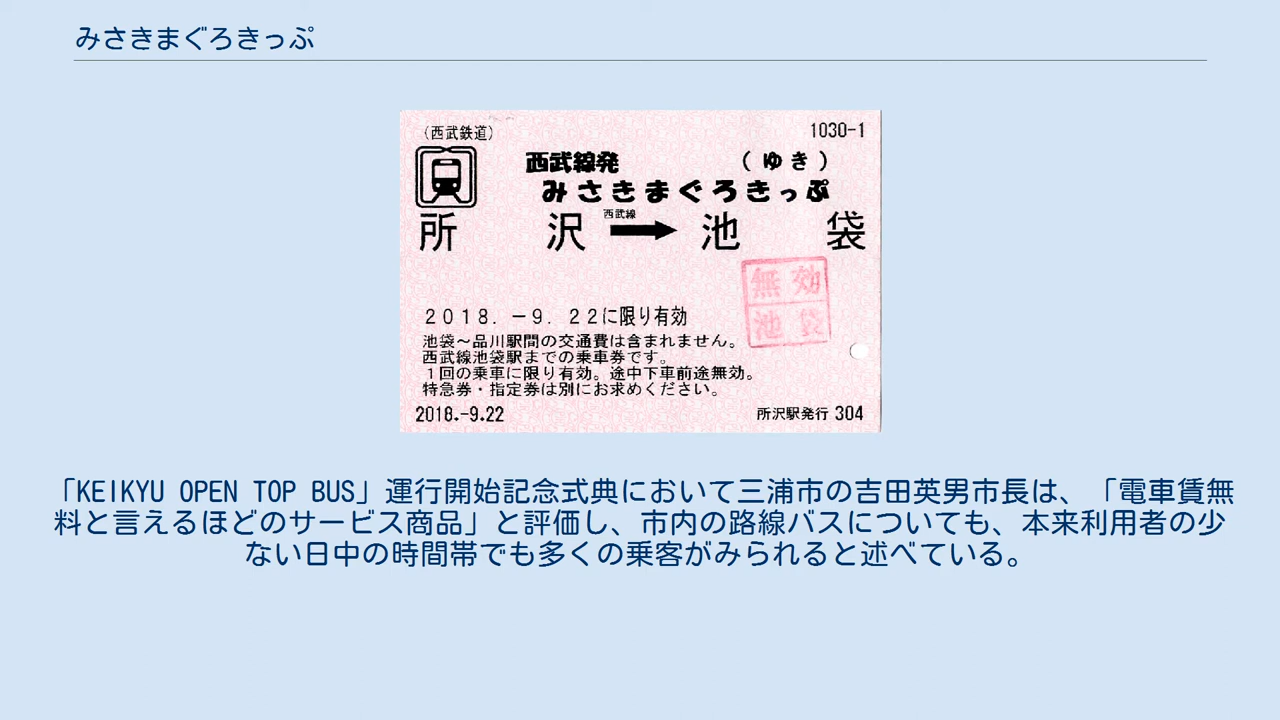 みさきまぐろきっぷ
(西武鉄道)
1030-1
西武線発 (ゆき)
みさきまぐろきっぷ
西武線
所沢→池袋
無効
池袋
2018.-9.22に限り有効
池袋～品川駅間の交通費は含まれません。
西武線池袋駅までの乗車券です。
1回の乗車に限り有効。途中下車前途無効。
特急券・指定券は別にお求めください。
2018.-9.22
所沢駅発行 304
「KEIKYU OPEN TOP BUS」運行開始記念式典において三浦市の吉田英男市長は、「電車賃無
料と言えるほどのサービス商品」と評価し、市内の路線バスについても、本来利用者の少
ない日中の時間帯でも多くの乗客がみられると述べている。